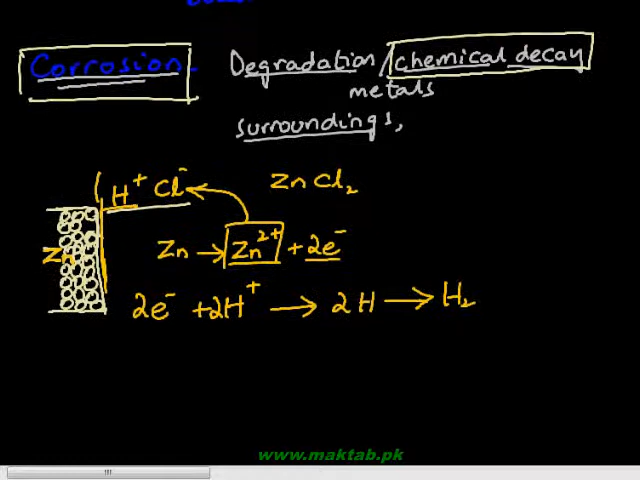 Corrosion. Degradation / chemical decay
metals
surroundings,
H⁺ Cl⁻ ZnCl₂
Zn Zn → Zn²⁺ + 2e⁻
2e⁻ + 2H⁺ → 2H → H₂
www.maktab.pk